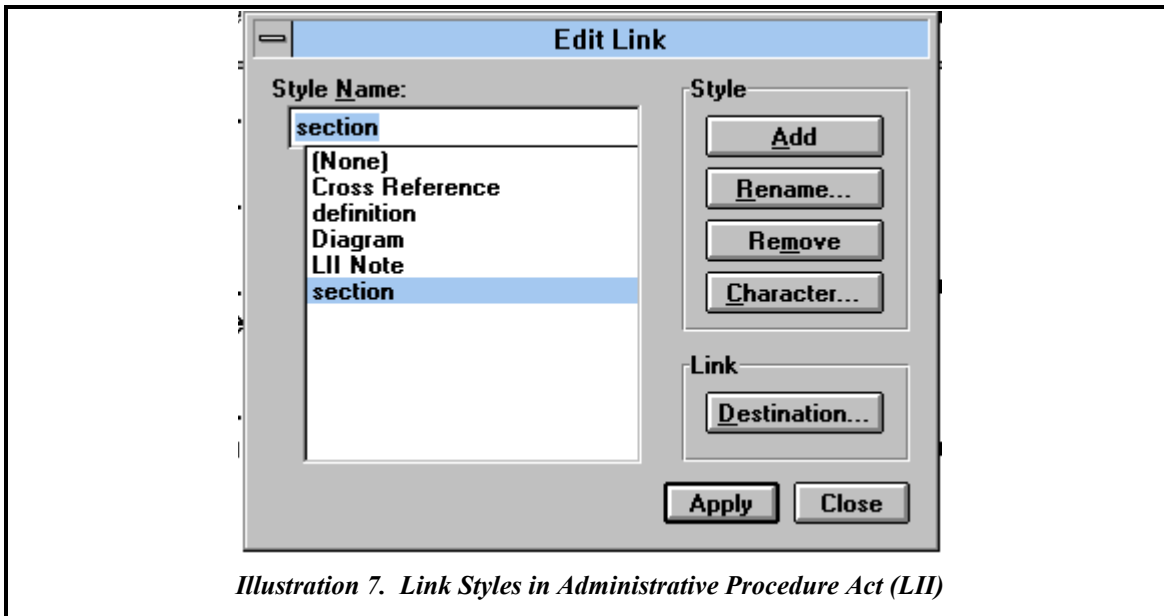 Edit Link
Style Name:
section
(None)
Cross Reference
definition
Diagram
LII Note
section
Style
Add
Rename...
Remove
Character...
Link
Destination...
Apply Close
Illustration 7. Link Styles in Administrative Procedure Act (LII)